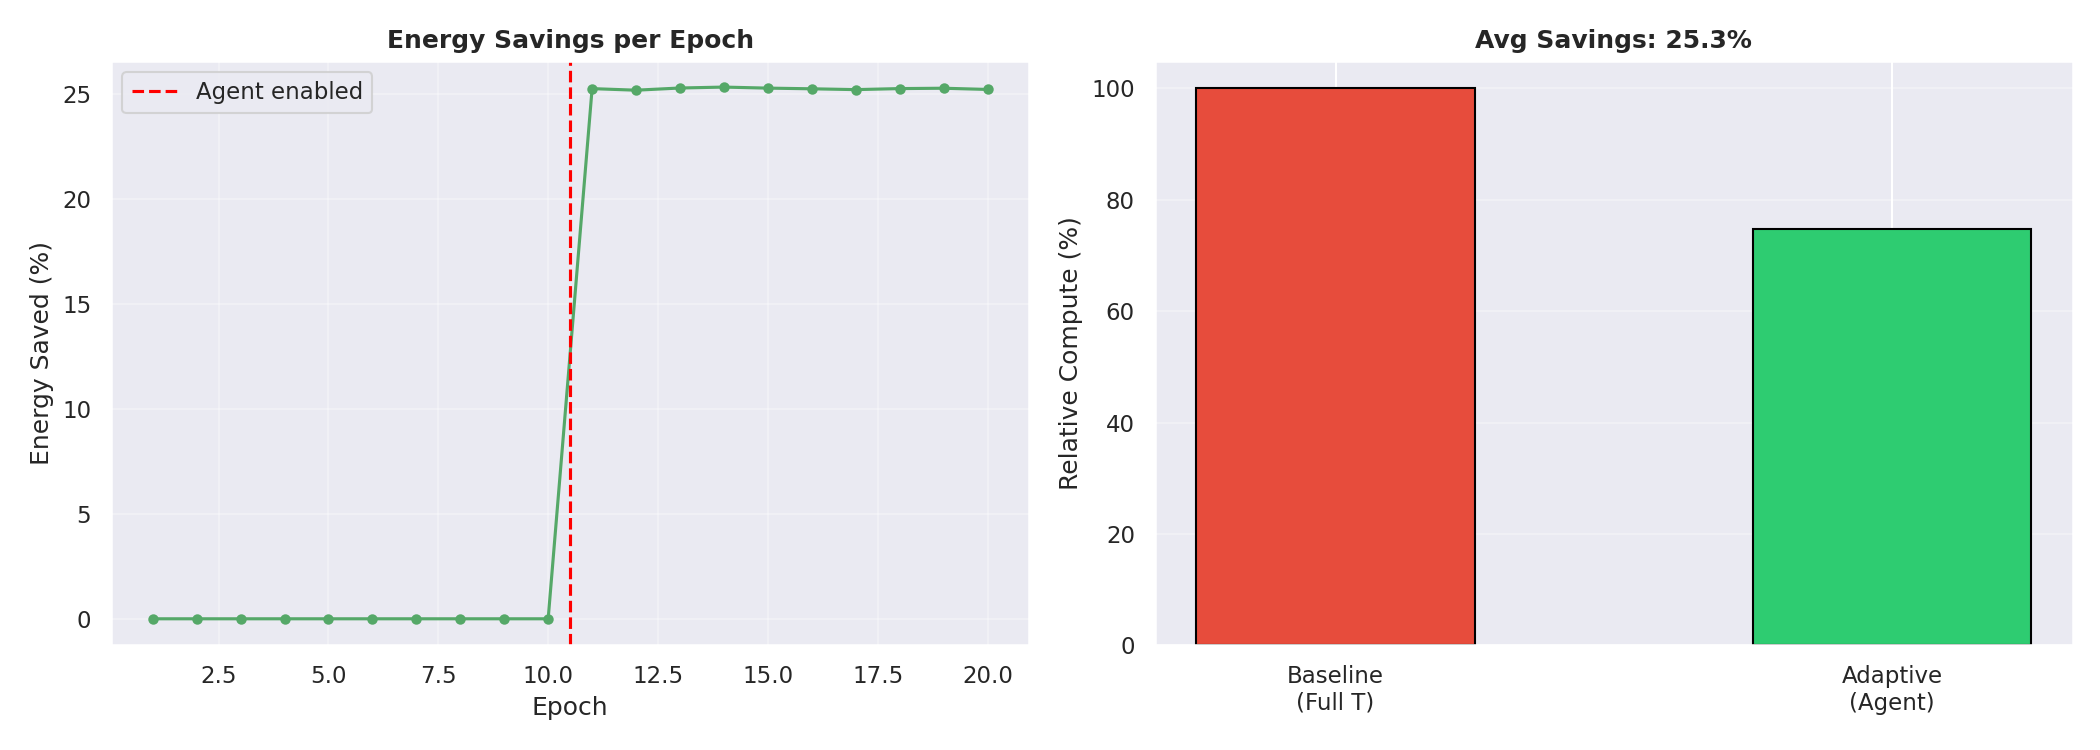 Energy Savings per Epoch
Agent enabled
Energy Saved (%)
25
20
15
10
5
0
2.5 5.0 7.5 10.0 12.5 15.0 17.5 20.0
Epoch
Avg Savings: 25.3%
Relative Compute (%)
100
80
60
40
20
0
Baseline
(Full T)
Adaptive
(Agent)